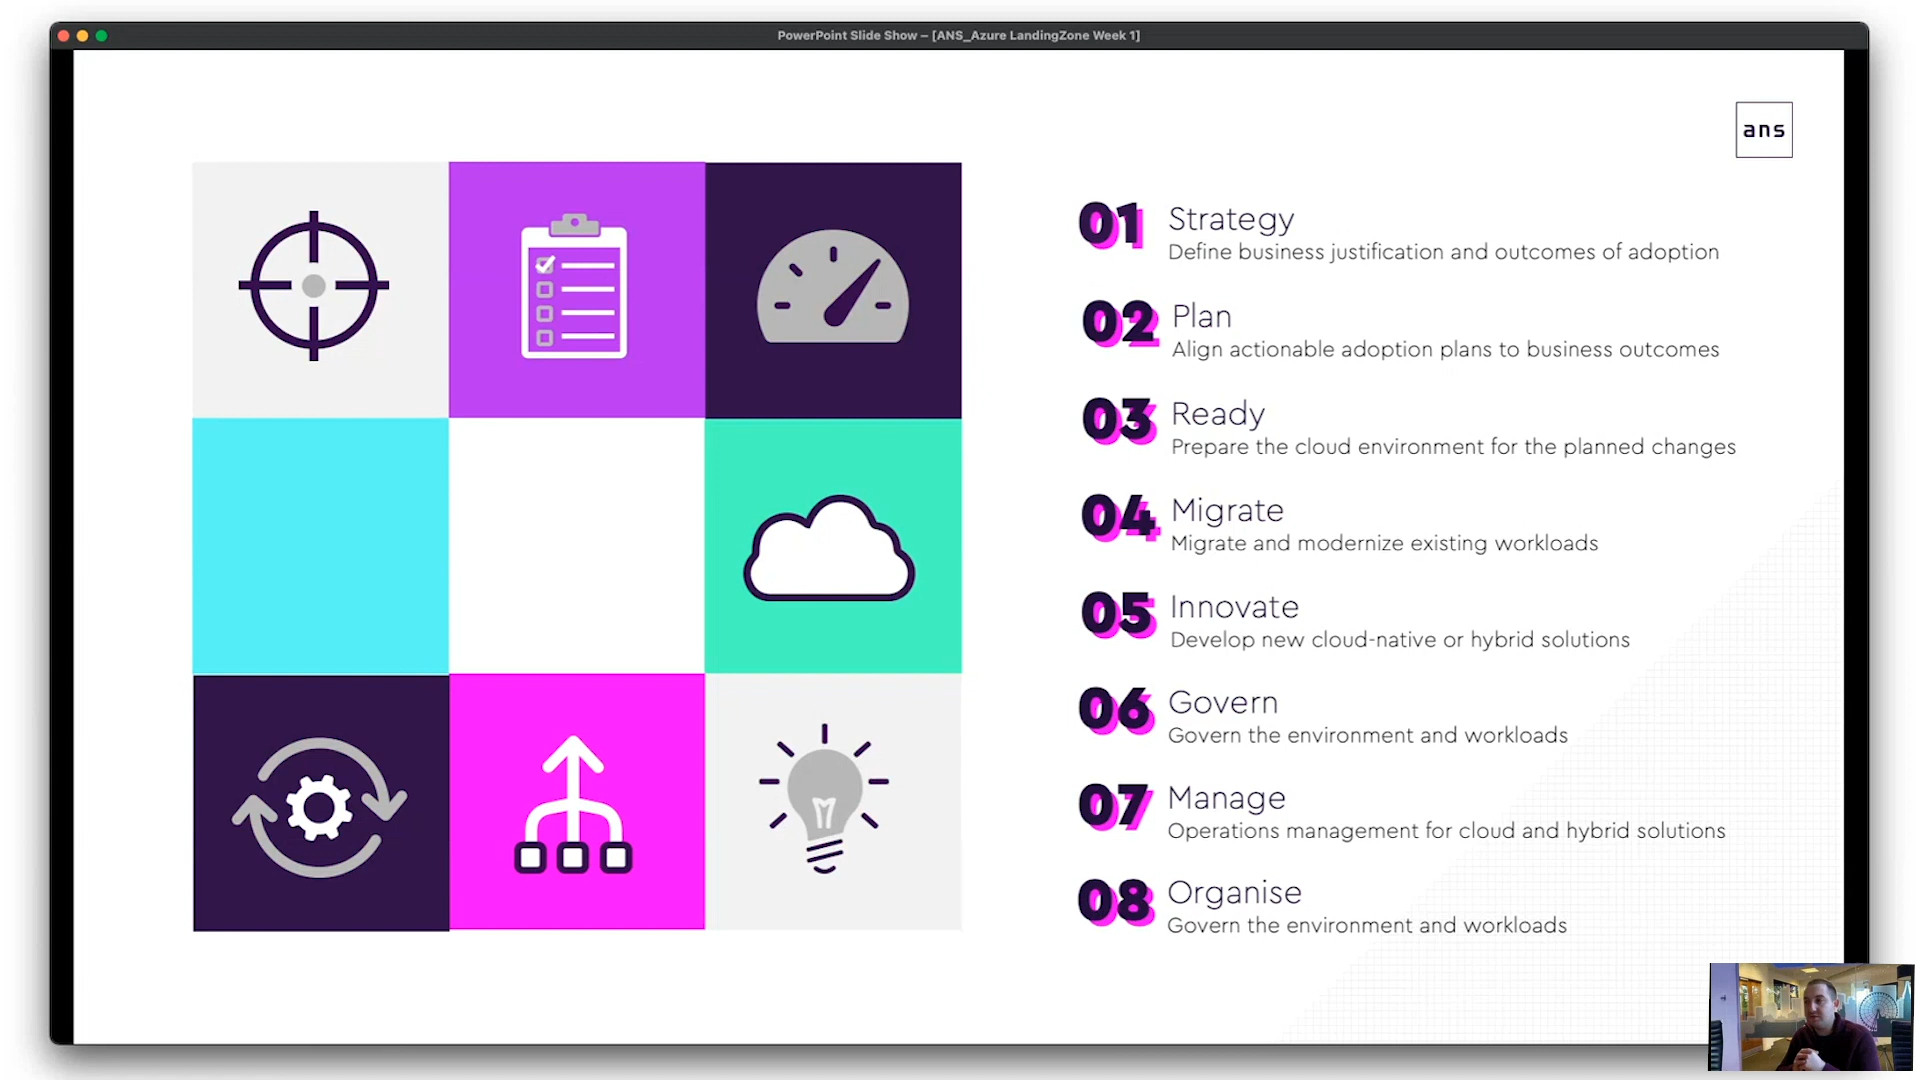 PowerPoint Slide Show – [ANS_Azure LandingZone Week 1]
ans
01 Strategy
Define business justification and outcomes of adoption
02 Plan
Align actionable adoption plans to business outcomes
03 Ready
Prepare the cloud environment for the planned changes
04 Migrate
Migrate and modernize existing workloads
05 Innovate
Develop new cloud-native or hybrid solutions
06 Govern
Govern the environment and workloads
07 Manage
Operations management for cloud and hybrid solutions
08 Organise
Govern the environment and workloads